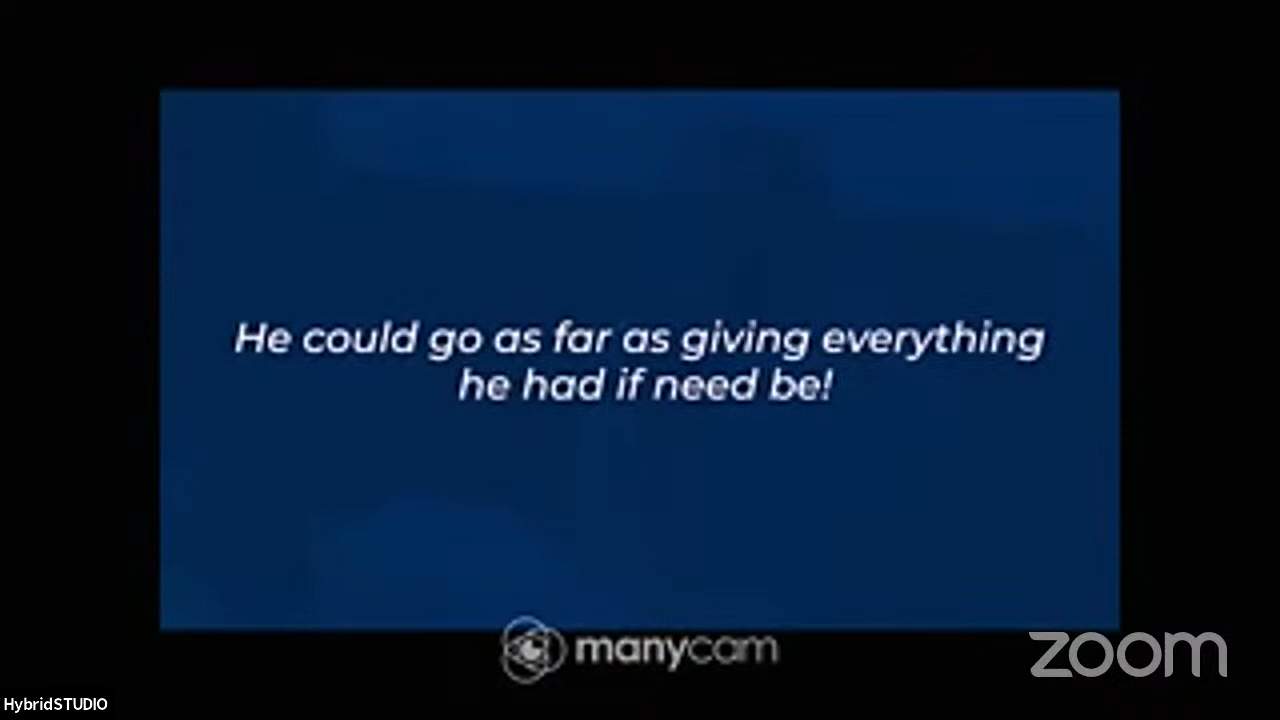 He could go as far as giving everything
he had if need be!
manycam
zoom
HybridSTUDIO